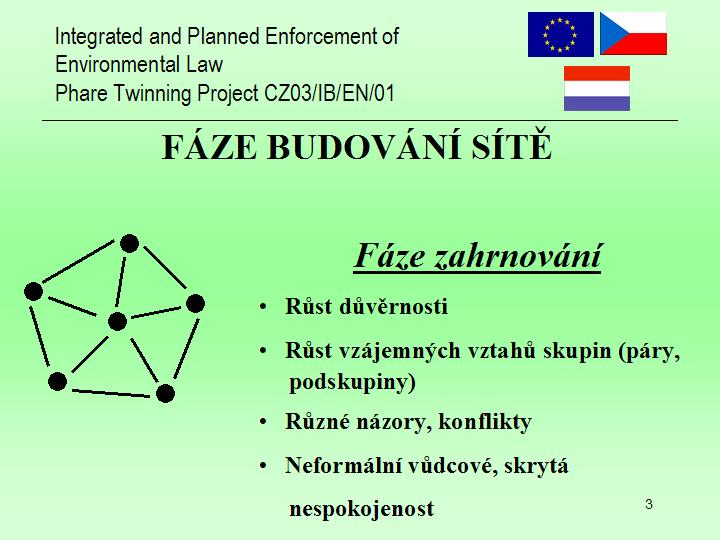 Integrated and Planned Enforcement of
Environmental Law
Phare Twinning Project CZ03/IB/EN/01
FÁZE BUDOVÁNÍ SÍTĚ
Fáze zahrnování
• Růst důvěrnosti
• Růst vzájemných vztahů skupin (páry,
podskupiny)
• Různé názory, konflikty
• Neformální vůdcové, skrytá
nespokojenost
3